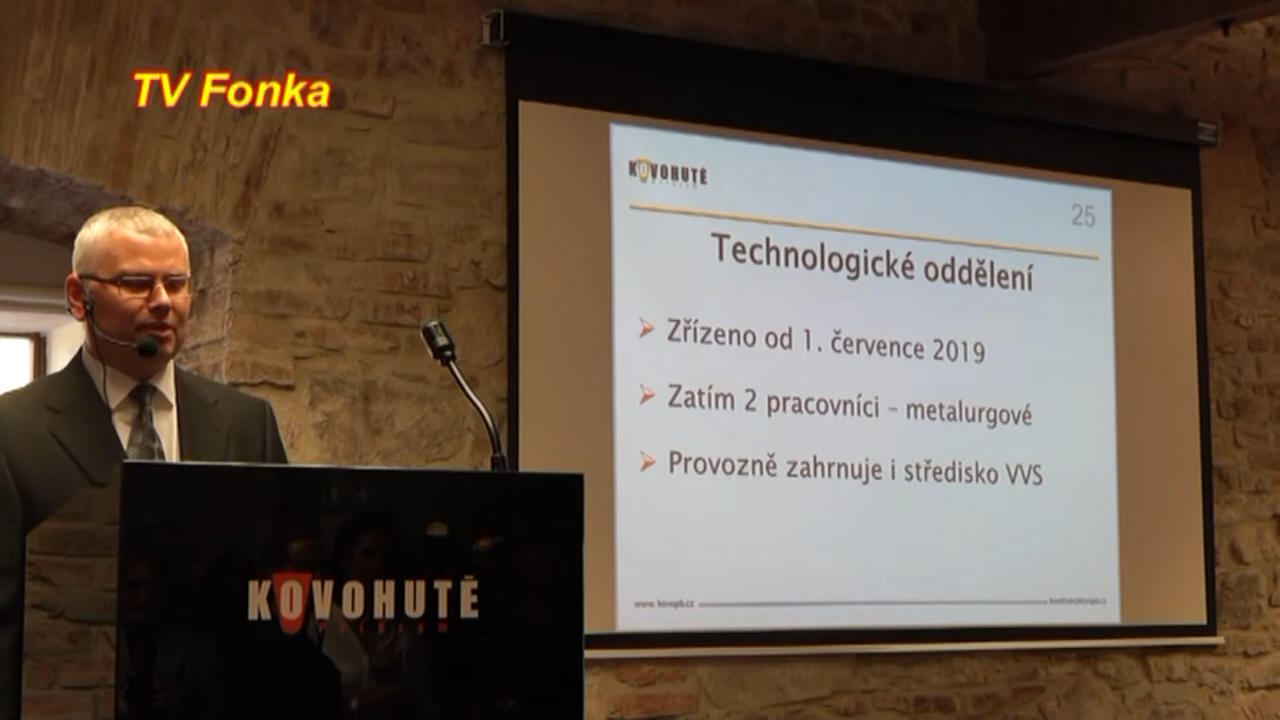 TV Fonka
KOVOHUTĚ
25
Technologické oddělení
Zřízeno od 1. července 2019
Zatím 2 pracovníci – metalurgové
Provozně zahrnuje i středisko VVS
www.kovopb.cz
KOVOHUTĚ